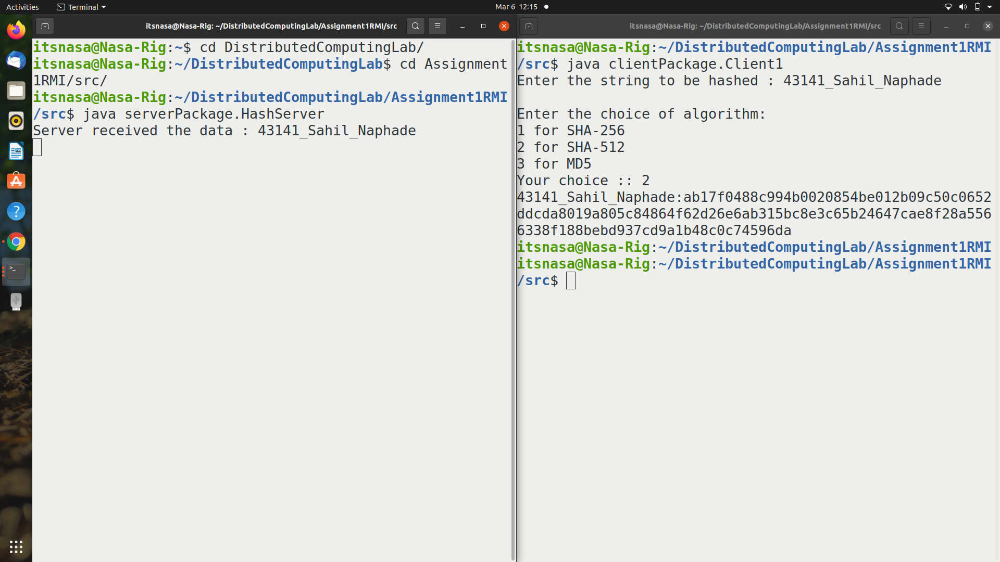 Activities
Terminal
Mar 6 12:15
itsnasa@Nasa-Rig: ~/DistributedComputingLab/Assignment1RMI/src
itsnasa@Nasa-Rig:~$ cd DistributedComputingLab/
itsnasa@Nasa-Rig:~/DistributedComputingLab$ cd Assignment
1RMI/src/
itsnasa@Nasa-Rig:~/DistributedComputingLab/Assignment1RMI
/src$ java serverPackage.HashServer
Server received the data : 43141_Sahil_Naphade
itsnasa@Nasa-Rig: ~/DistributedComputingLab/Assignment1RMI/src
itsnasa@Nasa-Rig:~/DistributedComputingLab/Assignment1RMI
/src$ java clientPackage.Client1
Enter the string to be hashed : 43141_Sahil_Naphade
Enter the choice of algorithm:
1 for SHA-256
2 for SHA-512
3 for MD5
Your choice :: 2
43141_Sahil_Naphade:ab17f0488c994b0020854be012b09c50c0652
ddcda8019a805c84864f62d26e6ab315bc8e3c65b24647cae8f28a556
6338f188bebd937cd9a1b48c0c74596da
itsnasa@Nasa-Rig:~/DistributedComputingLab/Assignment1RMI
itsnasa@Nasa-Rig:~/DistributedComputingLab/Assignment1RMI
/src$